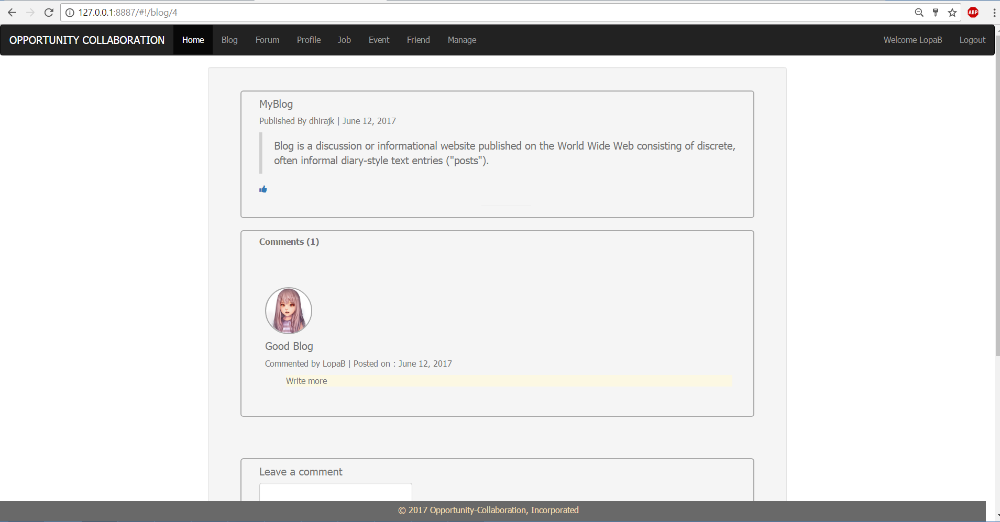 127.0.0.1:8887/#!/blog/4
ABP
OPPORTUNITY COLLABORATION Home Blog Forum Profile Job Event Friend Manage Welcome LopaB Logout
MyBlog
Published By dhirajk | June 12, 2017
Blog is a discussion or informational website published on the World Wide Web consisting of discrete,
often informal diary-style text entries ("posts").
Comments (1)
Good Blog
Commented by LopaB | Posted on : June 12, 2017
Write more
Leave a comment
© 2017 Opportunity-Collaboration, Incorporated